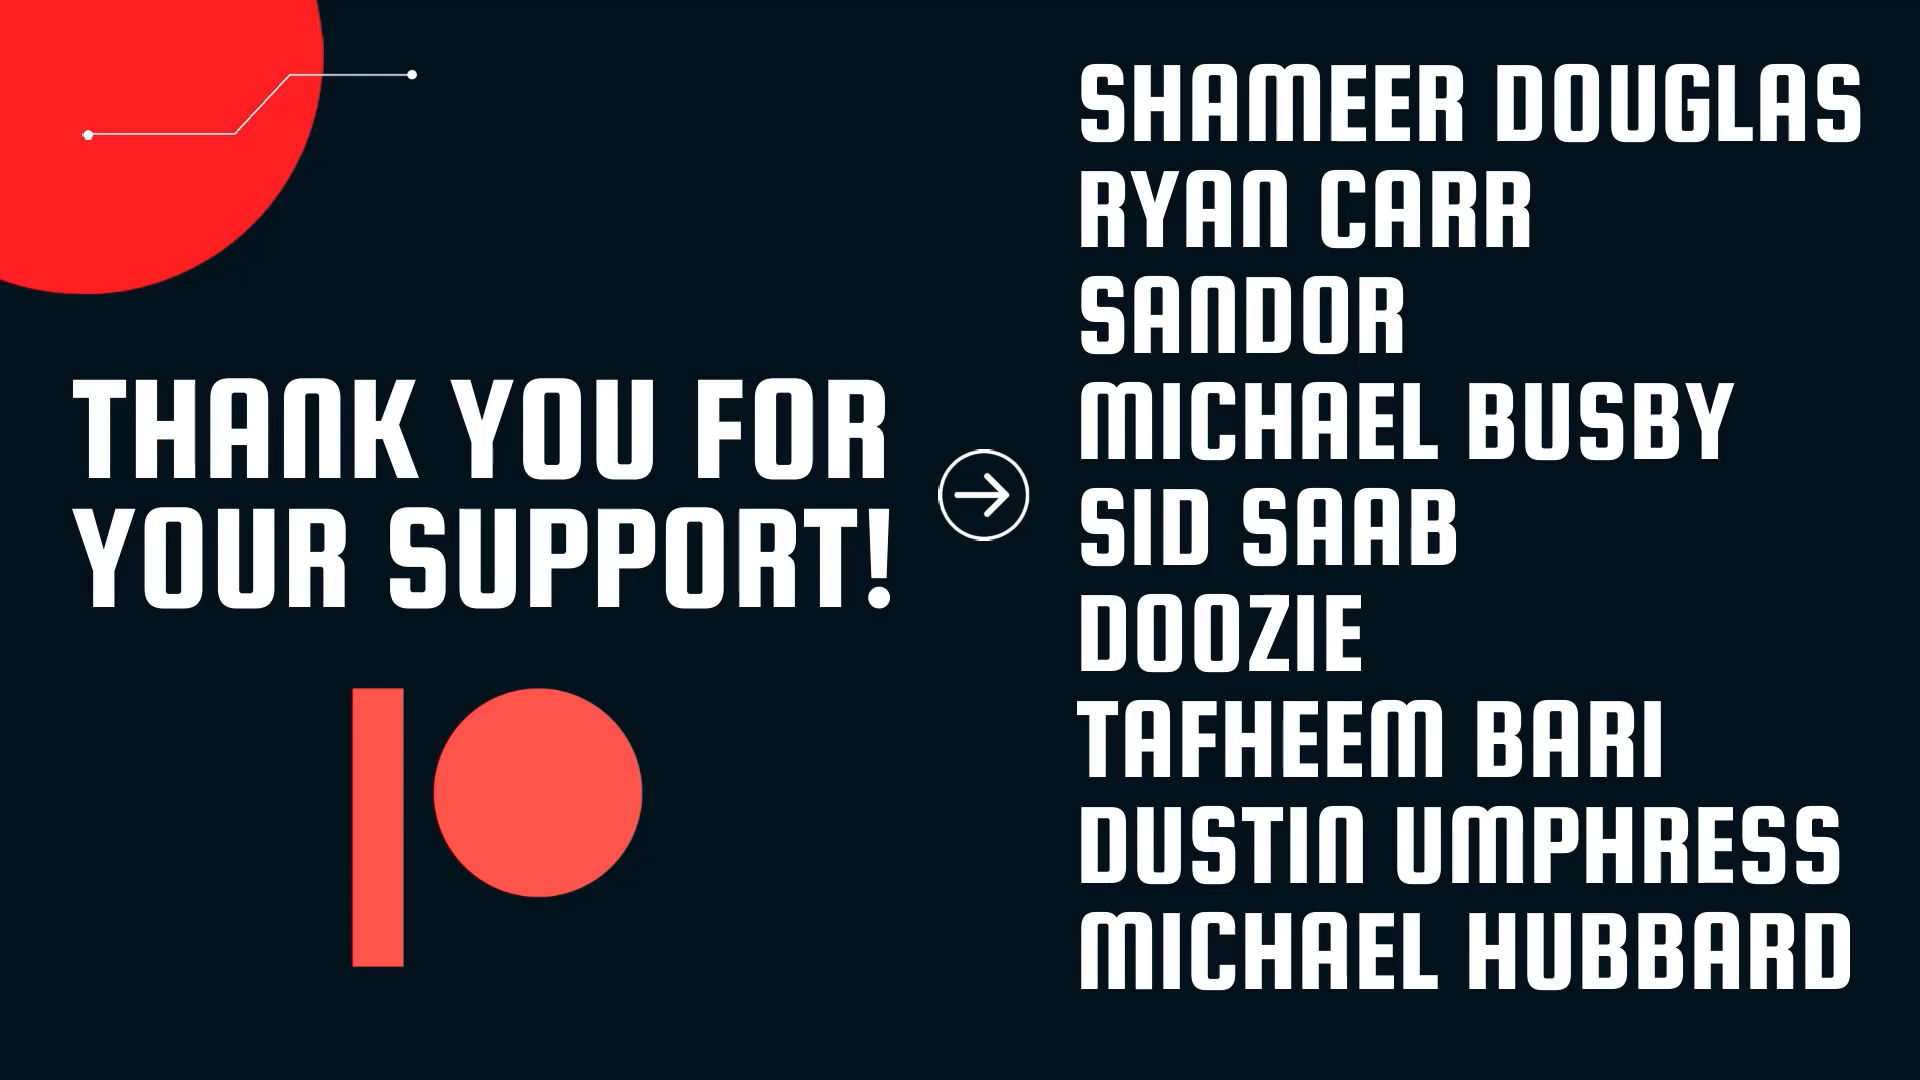 THANK YOU FOR
YOUR SUPPORT!
SHAMEER DOUGLAS
RYAN CARR
SANDOR
MICHAEL BUSBY
SID SAAB
DOOZIE
TAFHEEM BARI
DUSTIN UMPHRESS
MICHAEL HUBBARD